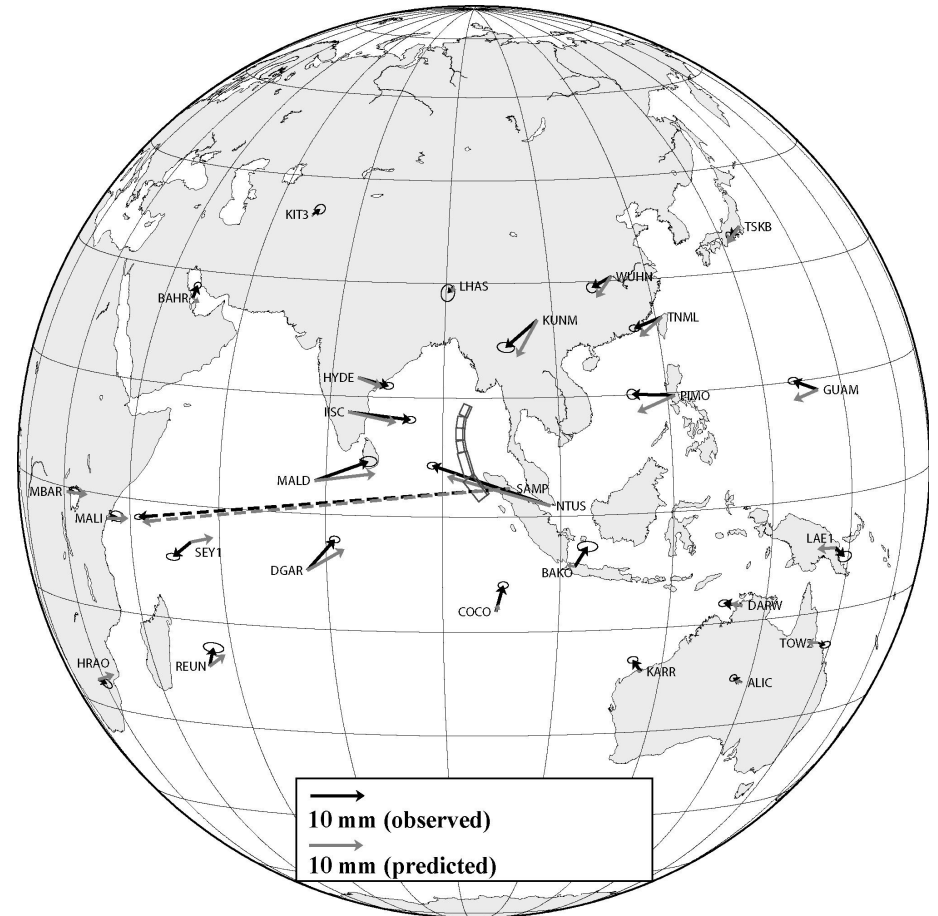 TSKB
KIT3
WUHN
LHAS
BAHR
TNML
KUNM
HYDE
GUAM
PIMO
IISC
MALD
SAMP
MBAR
NTUS
MALI
LAE1
SEY1
DGAR
BAKO
DARW
COCO
TOW2
HRAO
REUN
KARR
ALIC
10 mm (observed)
10 mm (predicted)